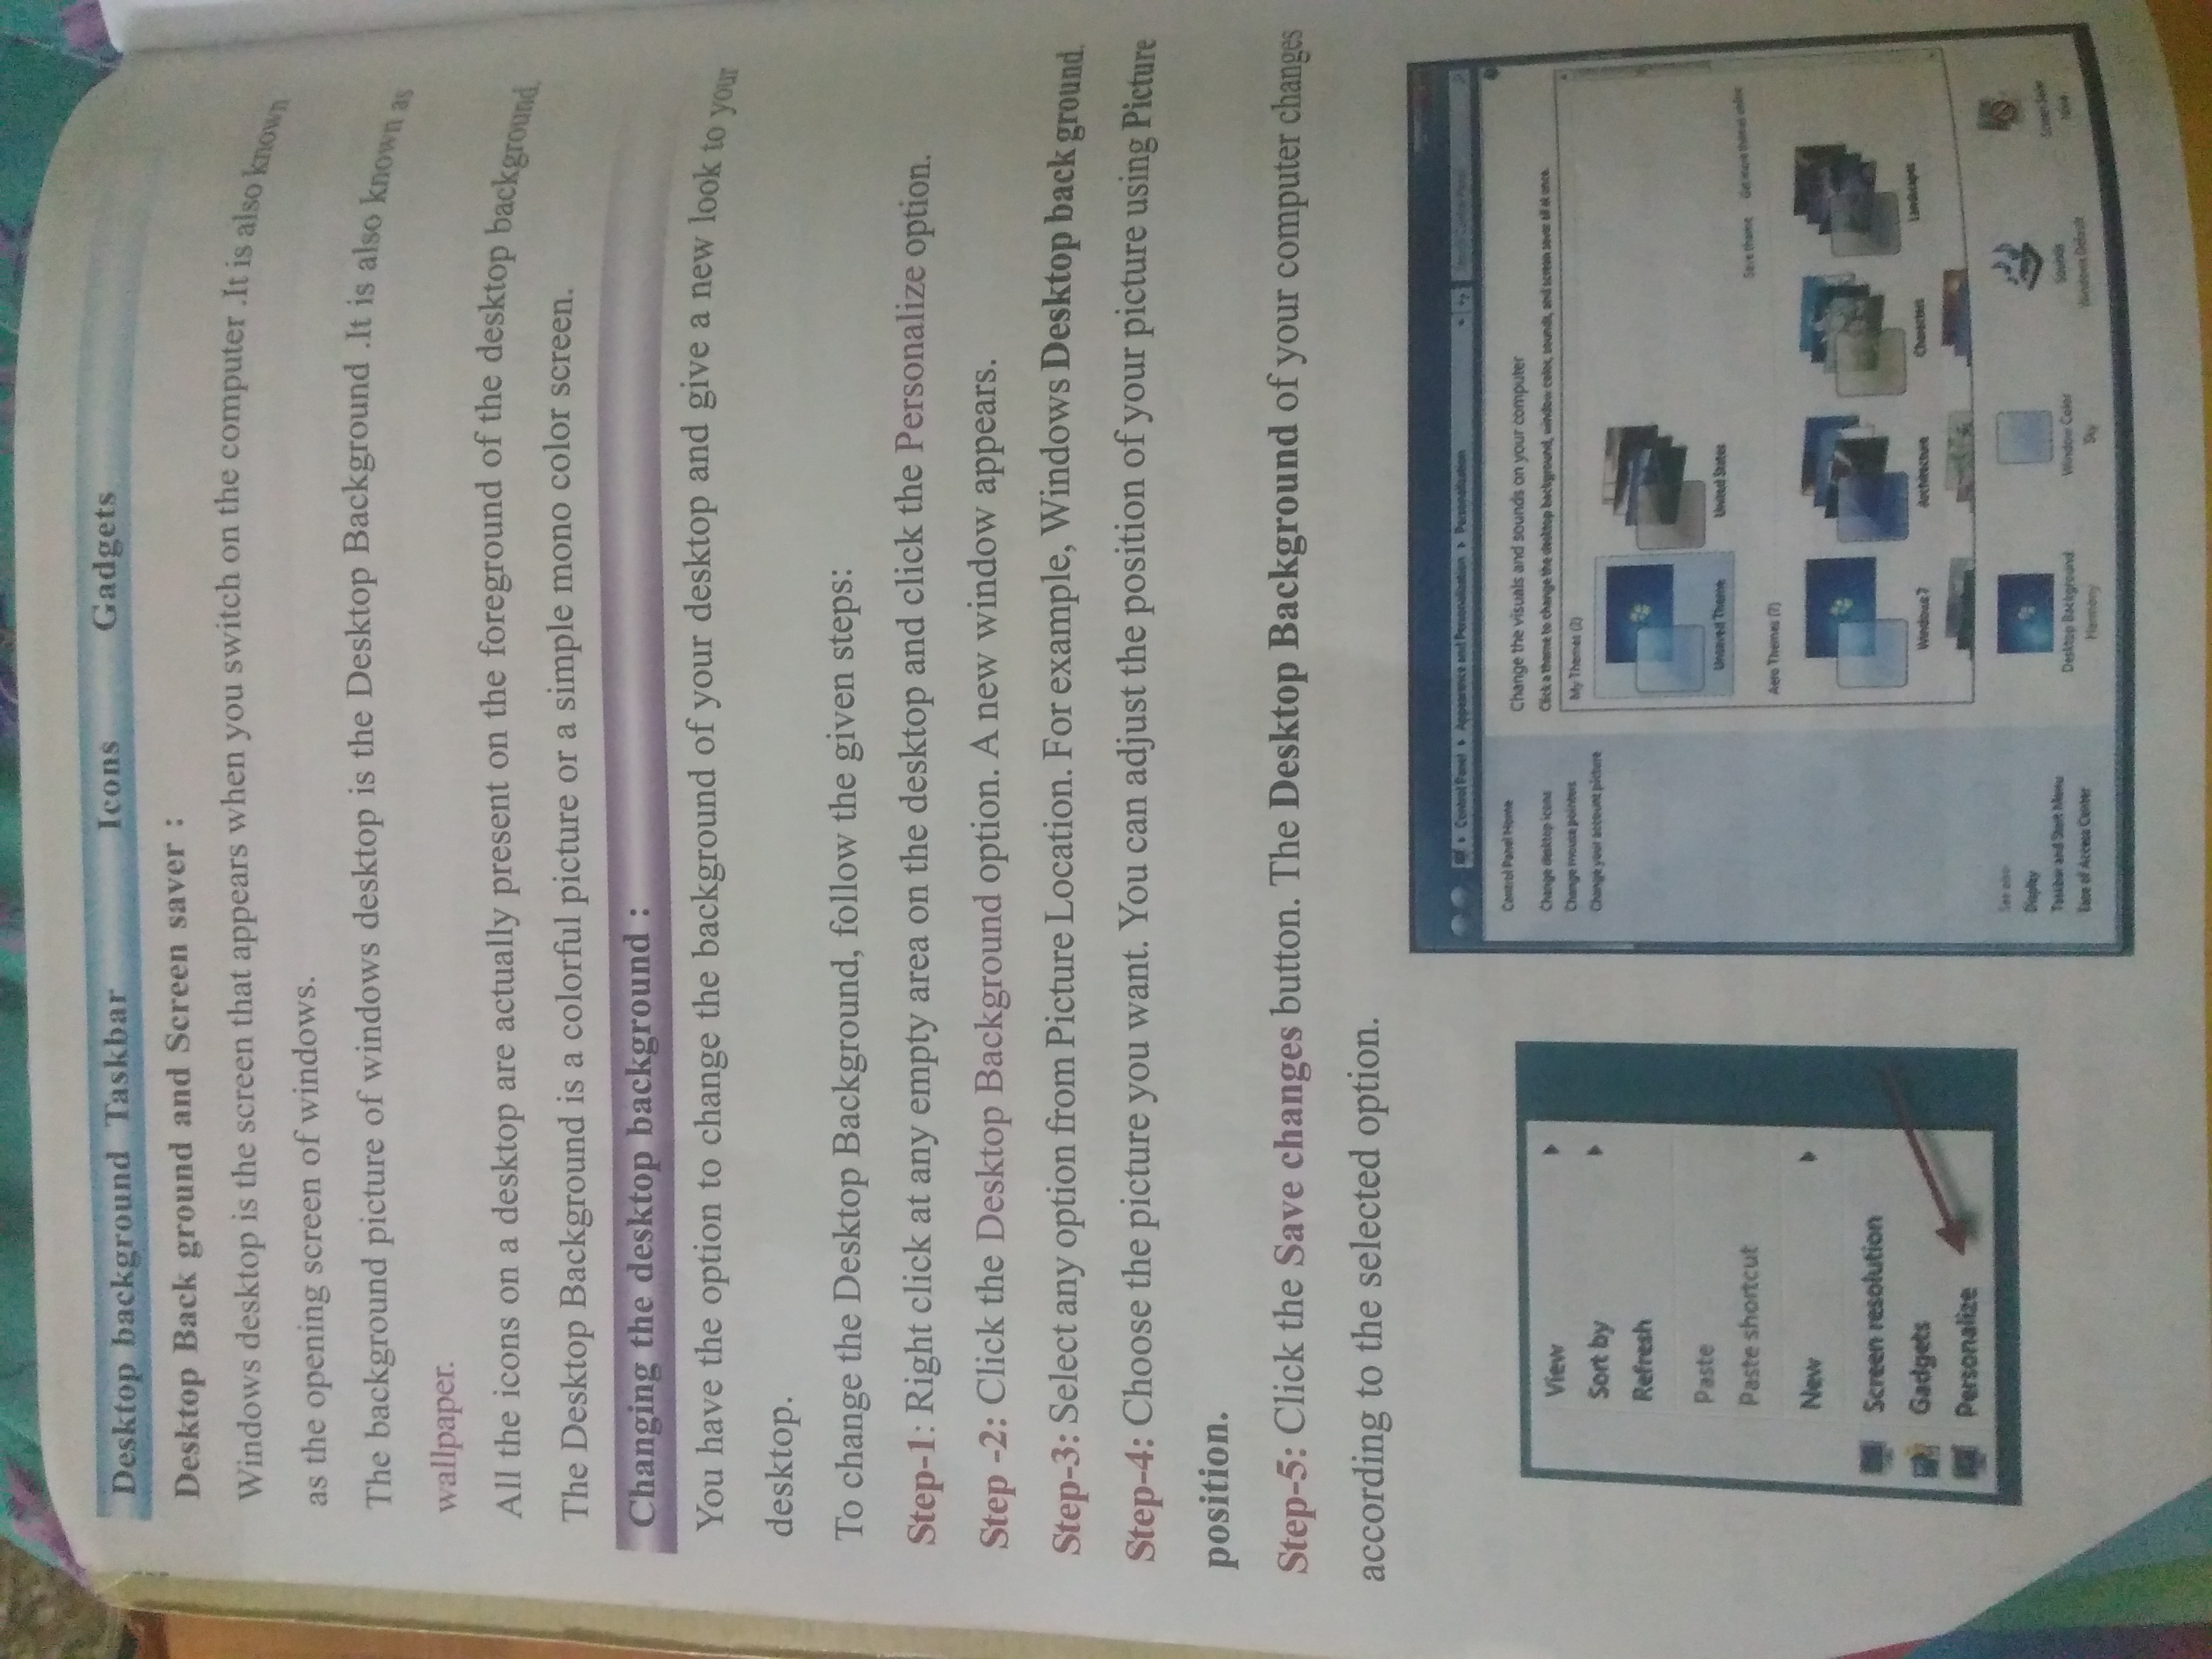 Desktop background Taskbar Icons Gadgets
Desktop Back ground and Screen saver :
Windows desktop is the screen that appears when you switch on the computer .It is also known
as the opening screen of windows.
The background picture of windows desktop is the Desktop Background .It is also known as
wallpaper.
All the icons on a desktop are actually present on the foreground of the desktop background
The Desktop Background is a colorful picture or a simple mono color screen.
Changing the desktop background :
You have the option to change the background of your desktop and give a new look to your
desktop.
To change the Desktop Background, follow the given steps:
Step-1: Right click at any empty area on the desktop and click the Personalize option.
Step -2: Click the Desktop Background option. A new window appears.
Step-3: Select any option from Picture Location. For example, Windows Desktop back ground.
Step-4: Choose the picture you want. You can adjust the position of your picture using Picture
position.
Step-5: Click the Save changes button. The Desktop Background of your computer changes
according to the selected option.
View
Sort by
Refresh
Paste
Paste shortcut
New
Screen resolution
Gadgets
Personalize
Control Panel Appearance and Personalization Personalization
Control Panel Home
Change desktop icons
Change mouse pointers
Change your account picture
See also
Display
Taskbar and Start Menu
Ease of Access Center
Change the visuals and sounds on your computer
Click a theme to change the desktop background, window color, sounds, and screen saver all at once.
My Themes (2)
Unsaved Theme United States
Save theme Get more themes online
Aero Themes (7)
Windows 7 Architecture Characters Landscapes
Desktop Background Window Color Sounds Screen Saver
Harmony Sky Windows Default